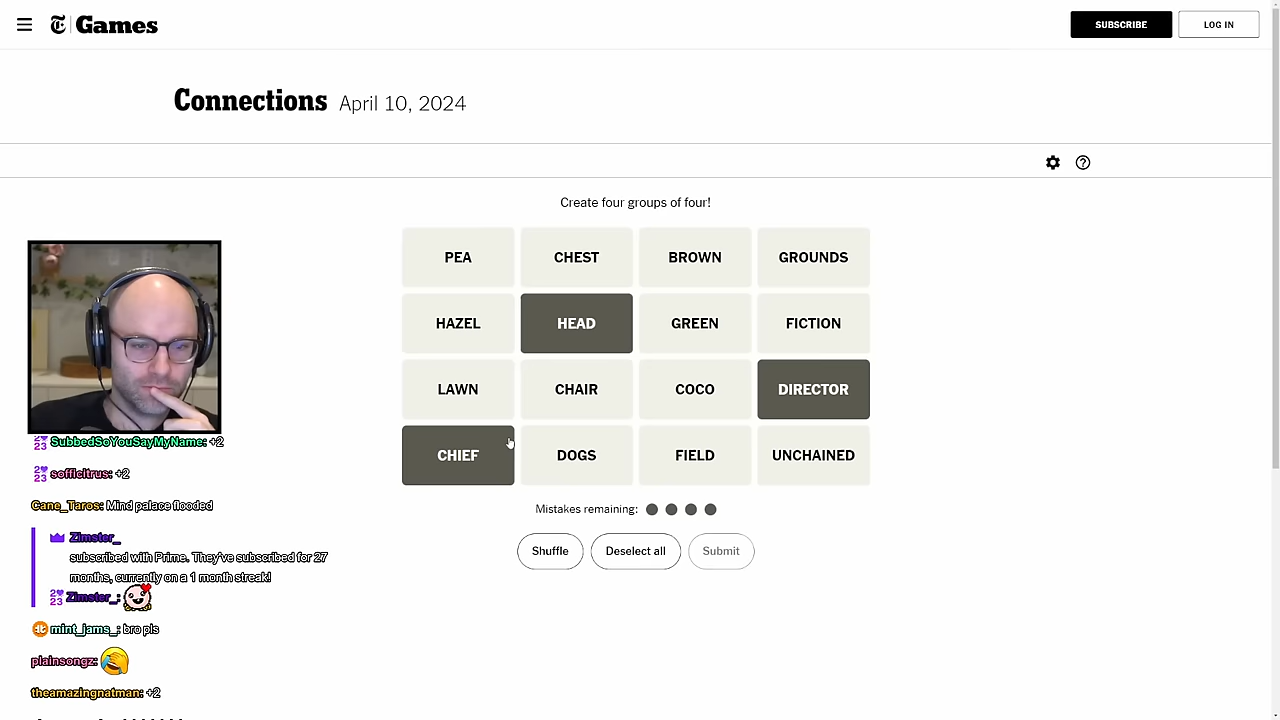 Games
SUBSCRIBE
LOG IN
Connections April 10, 2024
Create four groups of four!
PEA CHEST BROWN GROUNDS
HAZEL HEAD GREEN FICTION
LAWN CHAIR COCO DIRECTOR
CHIEF DOGS FIELD UNCHAINED
Mistakes remaining:
Shuffle Deselect all Submit
SubbedSoYouSayMyName: +2
sofficitrus: +2
Cane_Taros: Mind palace flooded
Zimster_
subscribed with Prime. They've subscribed for 27
months, currently on a 1 month streak!
Zimster_:
mint_jams_: bro pls
plainsongz:
theamazingnatman: +2